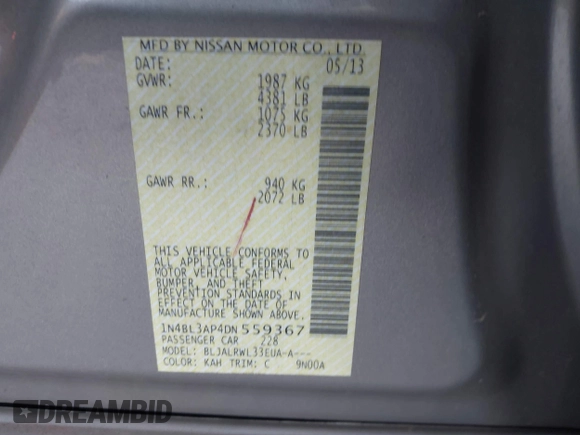 MFD BY NISSAN MOTOR CO., LTD.
DATE: 05/13
GVWR: 1987 KG
4381 LB
GAWR FR.: 1075 KG
2370 LB
GAWR RR.: 940 KG
2072 LB
THIS VEHICLE CONFORMS TO
ALL APPLICABLE FEDERAL
MOTOR VEHICLE SAFETY,
BUMPER, AND THEFT
PREVENTION STANDARDS IN
EFFECT ON THE DATE OF
MANUFACTURE SHOWN ABOVE.
1N4BL3AP4DN559367
PASSENGER CAR 228
MODEL: BLJALRWL33EUA-A---
COLOR: KAH TRIM: C 9N00A
DREAMBID